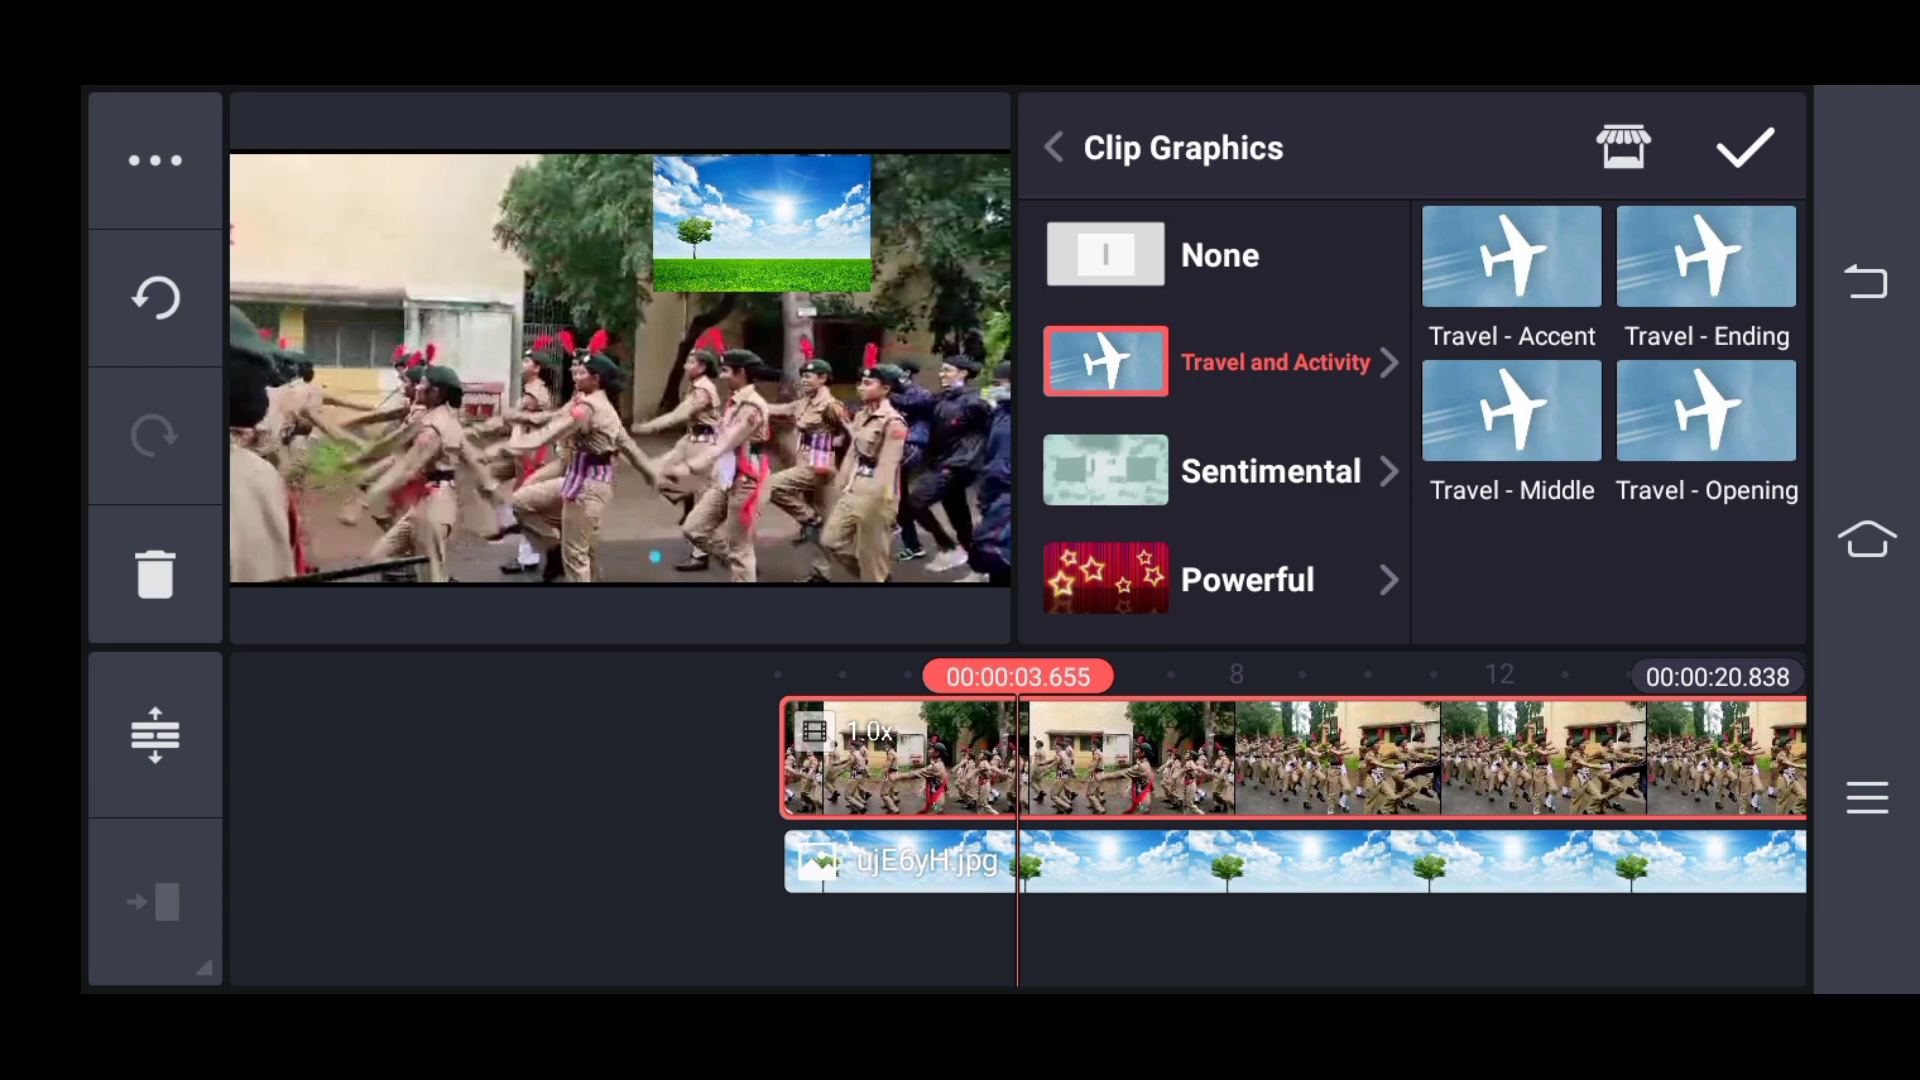 Clip Graphics
None
Travel and Activity
Sentimental
Powerful
Travel - Accent
Travel - Ending
Travel - Middle
Travel - Opening
00:00:03.655
8
12
00:00:20.838
1.0x
ujE6yH.jpg